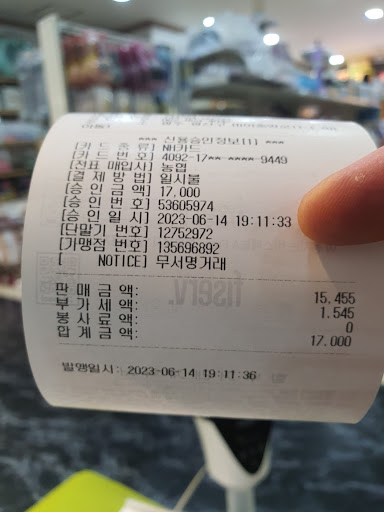 *** 신용승인정보[1] ***
[카 드 종 류] NH카드
[카 드 번 호] 4092-17**-****-9449
[전표 매입사] 농협
[결 제 방 법] 일시불
[승 인 금 액] 17.000
[승 인 번 호] 53605974
[승 인 일 시] 2023-06-14 19:11:33
[단말기 번호] 12752972
[가맹점 번호] 135696892
[ NOTICE] 무서명거래
판 매 금 액: 15.455
부 가 세 액: 1.545
봉 사 료 액: 0
합 계 금 액: 17.000
발행일시: 2023-06-14 19:11:36
fiserv.